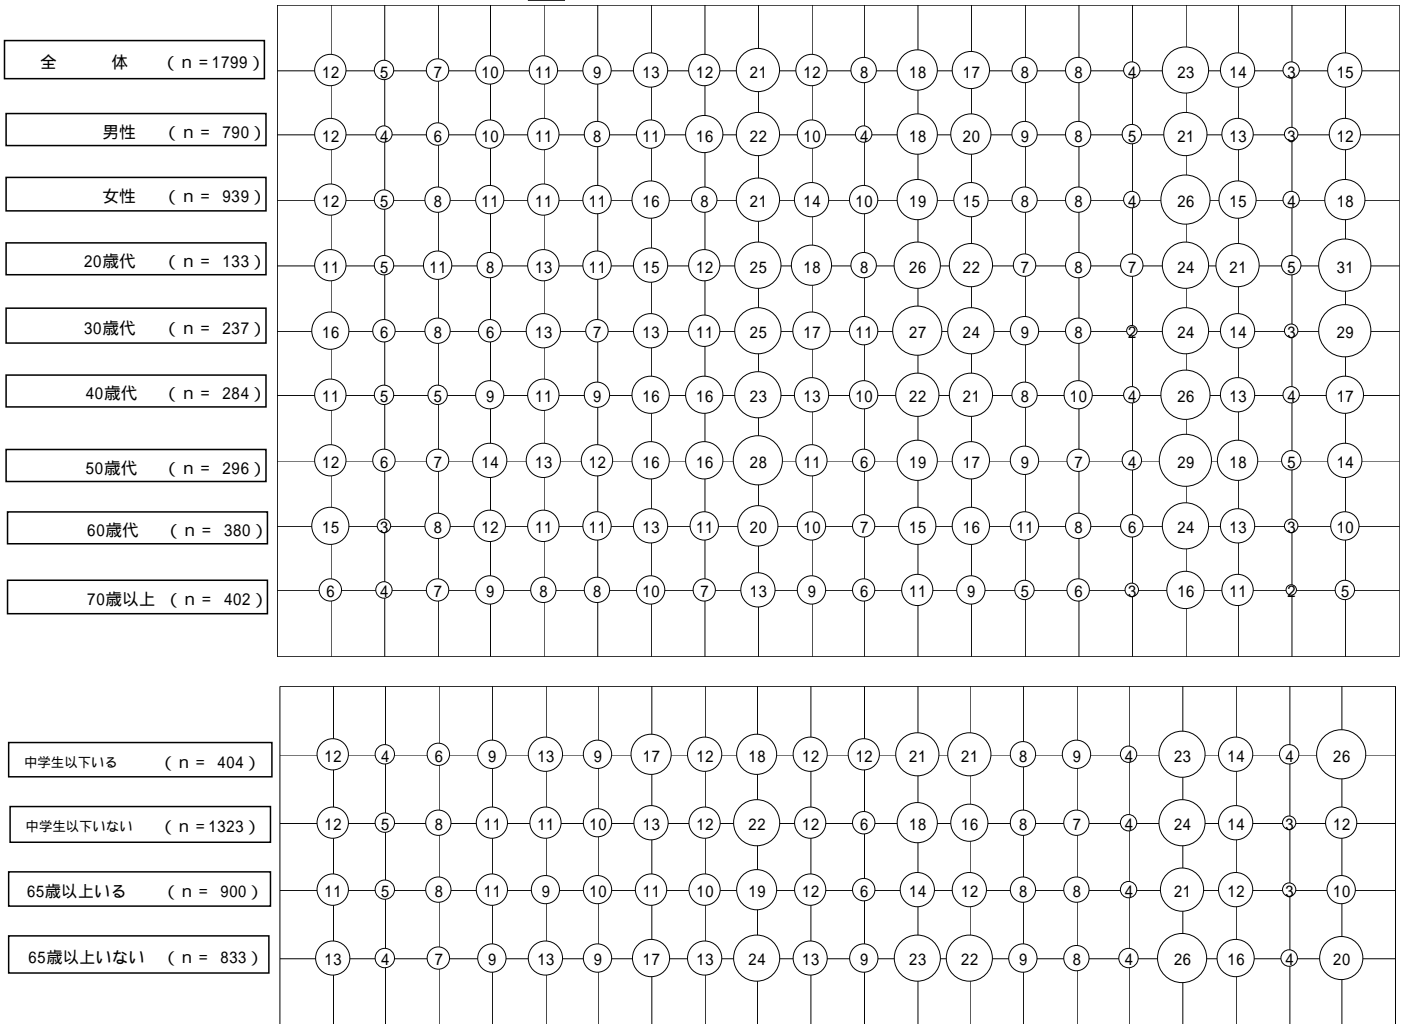 全 体 （ n =1799） 12 5 7 10 11 9 13 12 21 12 8 18 17 8 8 4 23 14 3 15
男性 （ n = 790） 12 4 6 10 11 8 11 16 22 10 4 18 20 9 8 5 21 13 3 12
女性 （ n = 939） 12 5 8 11 11 11 16 8 21 14 10 19 15 8 8 4 26 15 4 18
20歳代 （ n = 133） 11 5 11 8 13 11 15 12 25 18 8 26 22 7 8 7 24 21 5 31
30歳代 （ n = 237） 16 6 8 6 13 7 13 11 25 17 11 27 24 9 8 2 24 14 3 29
40歳代 （ n = 284） 11 5 5 9 11 9 16 16 23 13 10 22 21 8 10 4 26 13 4 17
50歳代 （ n = 296） 12 6 7 14 13 12 16 16 28 11 6 19 17 9 7 4 29 18 5 14
60歳代 （ n = 380） 15 3 8 12 11 11 13 11 20 10 7 15 16 11 8 6 24 13 3 10
70歳以上 （ n = 402） 6 4 7 9 8 8 10 7 13 9 6 11 9 5 6 3 16 11 2 5
中学生以下いる （ n = 404） 12 4 6 9 13 9 17 12 18 12 12 21 21 8 9 4 23 14 4 26
中学生以下いない （ n =1323） 12 5 8 11 11 10 13 12 22 12 6 18 16 8 7 4 24 14 3 12
65歳以上いる （ n = 900） 11 5 8 11 9 10 11 10 19 12 6 14 12 8 8 4 21 12 3 10
65歳以上いない （ n = 833） 13 4 7 9 13 9 17 13 24 13 9 23 22 9 8 4 26 16 4 20